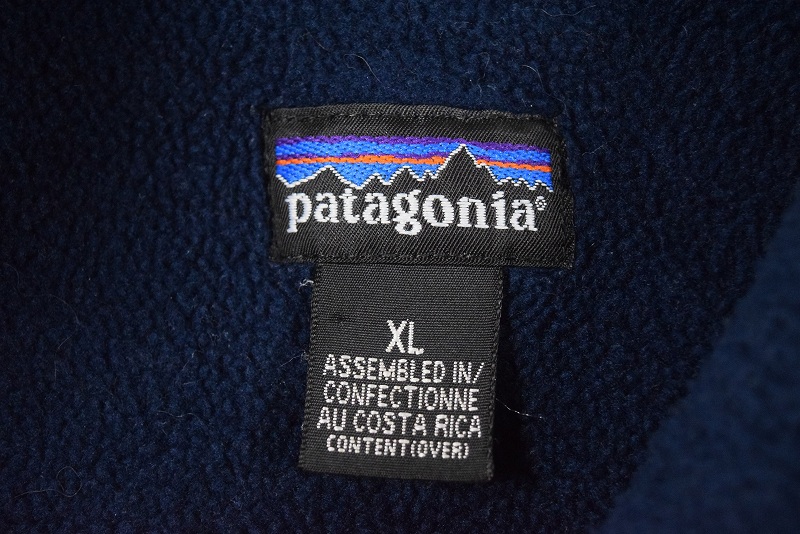 patagonia®
XL
ASSEMBLED IN/
CONFECTIONNE
AU COSTA RICA
CONTENT(OVER)